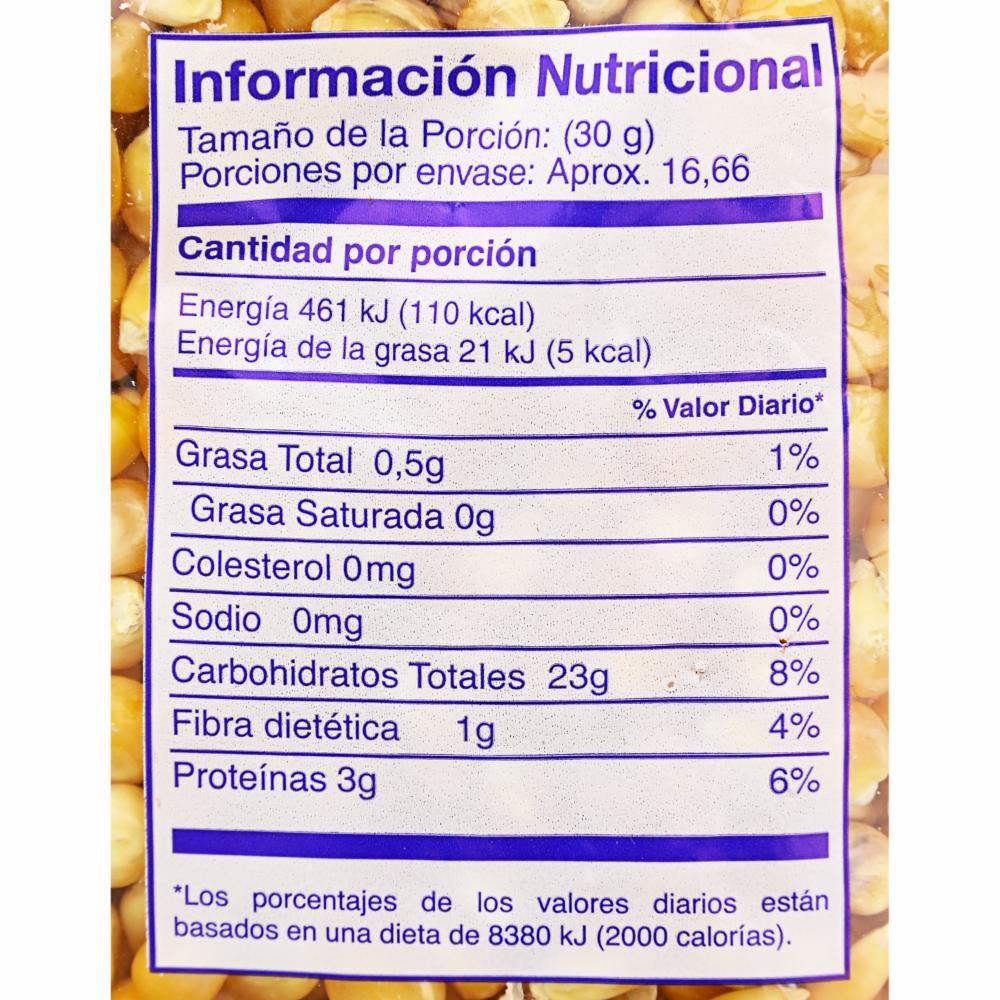 Información Nutricional
Tamaño de la Porción: (30 g)
Porciones por envase: Aprox. 16,66
Cantidad por porción
Energía 461 kJ (110 kcal)
Energía de la grasa 21 kJ (5 kcal)
% Valor Diario*
Grasa Total 0,5g 1%
Grasa Saturada 0g 0%
Colesterol 0mg 0%
Sodio 0mg 0%
Carbohidratos Totales 23g 8%
Fibra dietética 1g 4%
Proteínas 3g 6%
*Los porcentajes de los valores diarios están
basados en una dieta de 8380 kJ (2000 calorías).